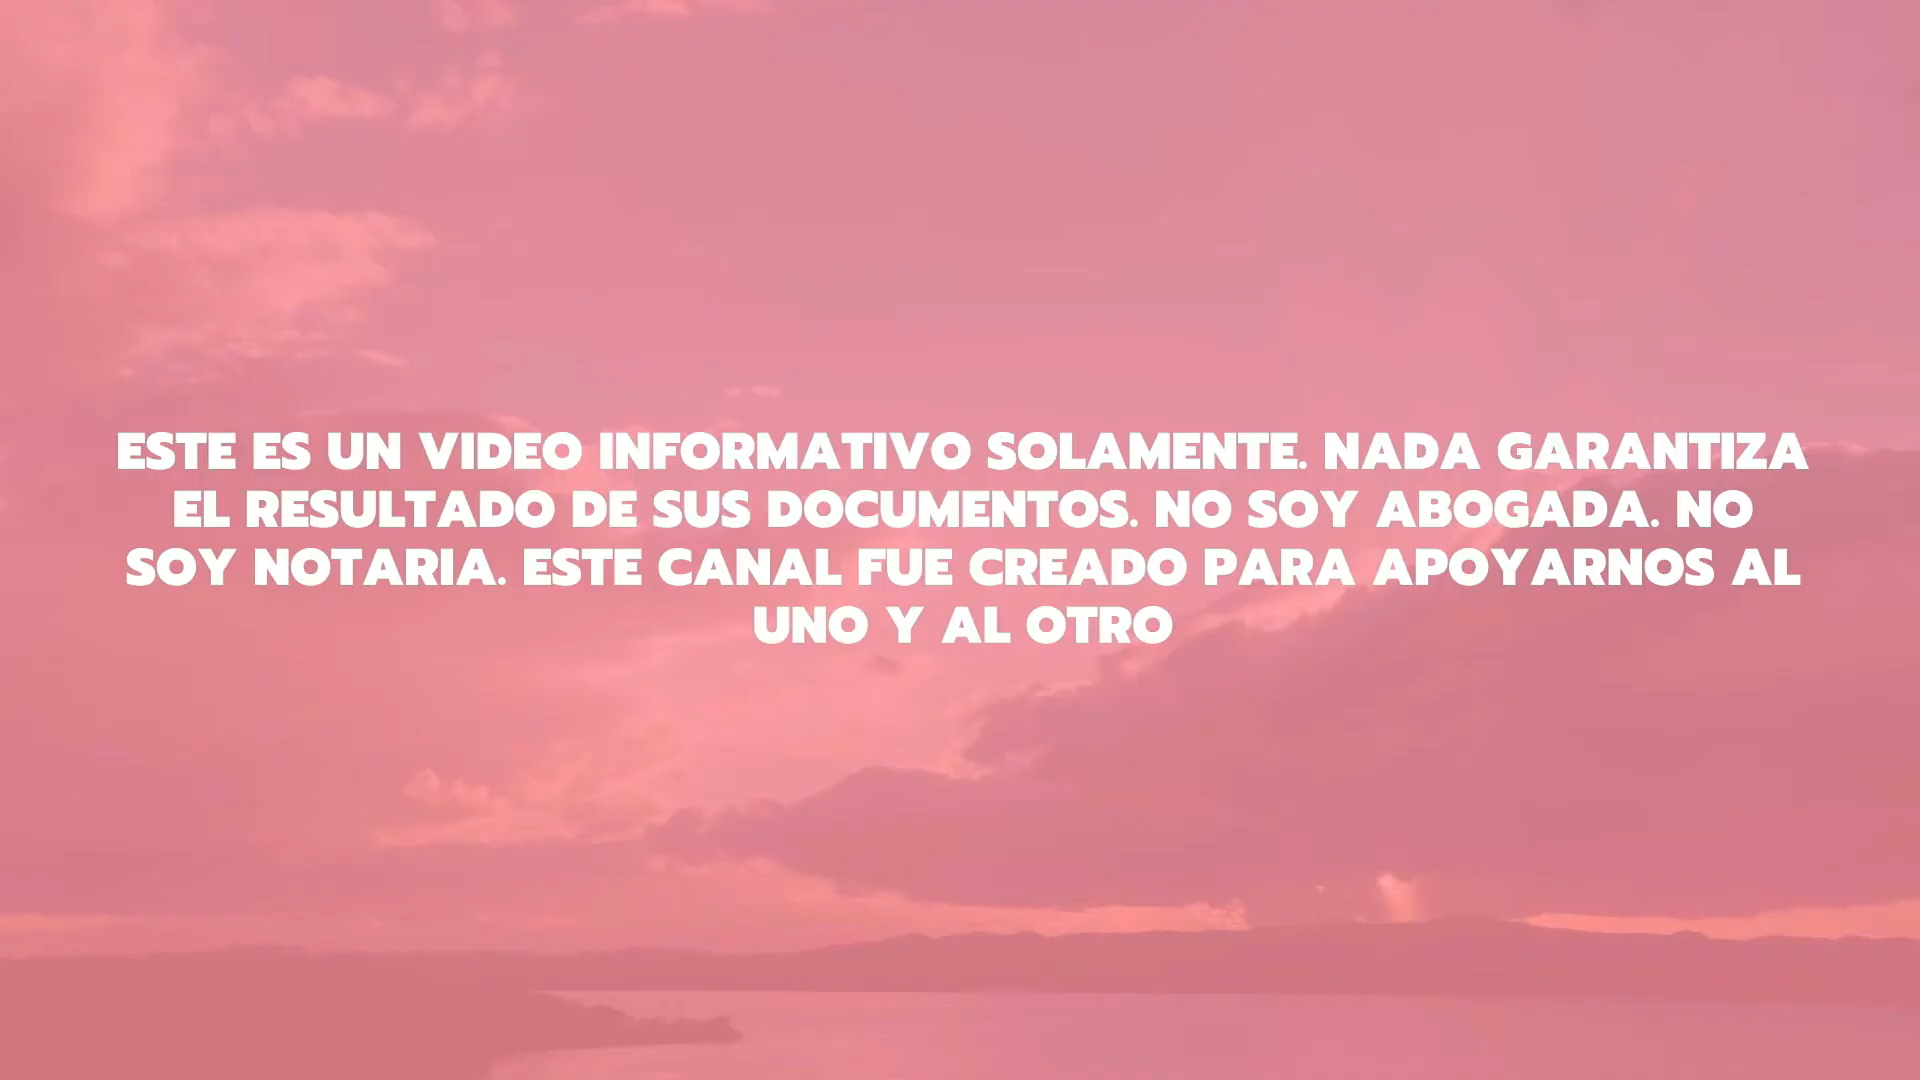 ESTE ES UN VIDEO INFORMATIVO SOLAMENTE. NADA GARANTIZA
EL RESULTADO DE SUS DOCUMENTOS. NO SOY ABOGADA. NO
SOY NOTARIA. ESTE CANAL FUE CREADO PARA APOYARNOS AL
UNO Y AL OTRO